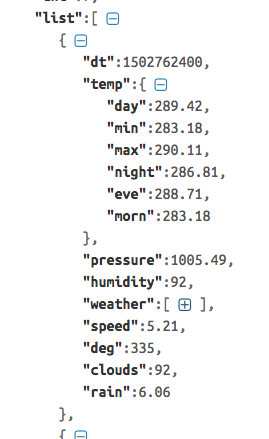 "list":[
{
"dt":1502762400,
"temp":{
"day":289.42,
"min":283.18,
"max":290.11,
"night":286.81,
"eve":288.71,
"morn":283.18
},
"pressure":1005.49,
"humidity":92,
"weather":[ ],
"speed":5.21,
"deg":335,
"clouds":92,
"rain":6.06
},
{